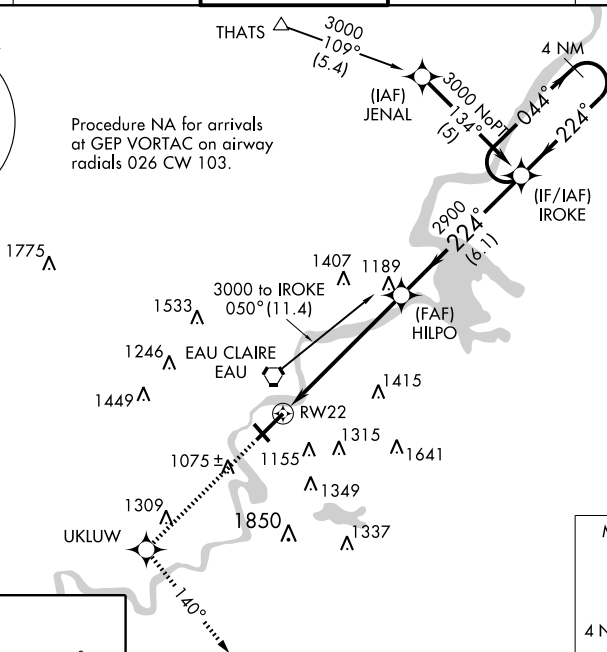 THATS
3000
109°
(5.4)
4 NM
(IAF)
JENAL
3000 NoPT
134°
(5)
044°
224°
Procedure NA for arrivals
at GEP VORTAC on airway
radials 026 CW 103.
(IF/IAF)
IROKE
2900
224°
(6.1)
1775
1407
1189
3000 to IROKE
050° (11.4)
1533
(FAF)
HILPO
1246
EAU CLAIRE
EAU
1449
1415
RW22
1075 ±
1155
1315
1641
1349
1309
1850
1337
UKLUW
140°
4 N